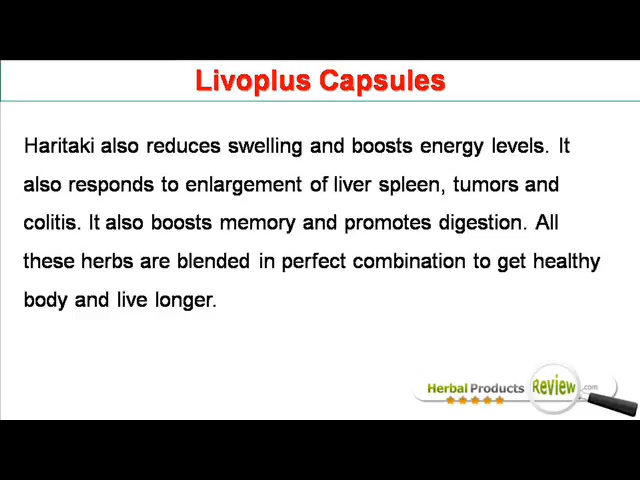 Livoplus Capsules
Haritaki also reduces swelling and boosts energy levels. It
also responds to enlargement of liver spleen, tumors and
colitis. It also boosts memory and promotes digestion. All
these herbs are blended in perfect combination to get healthy
body and live longer.
Herbal Products Review.com